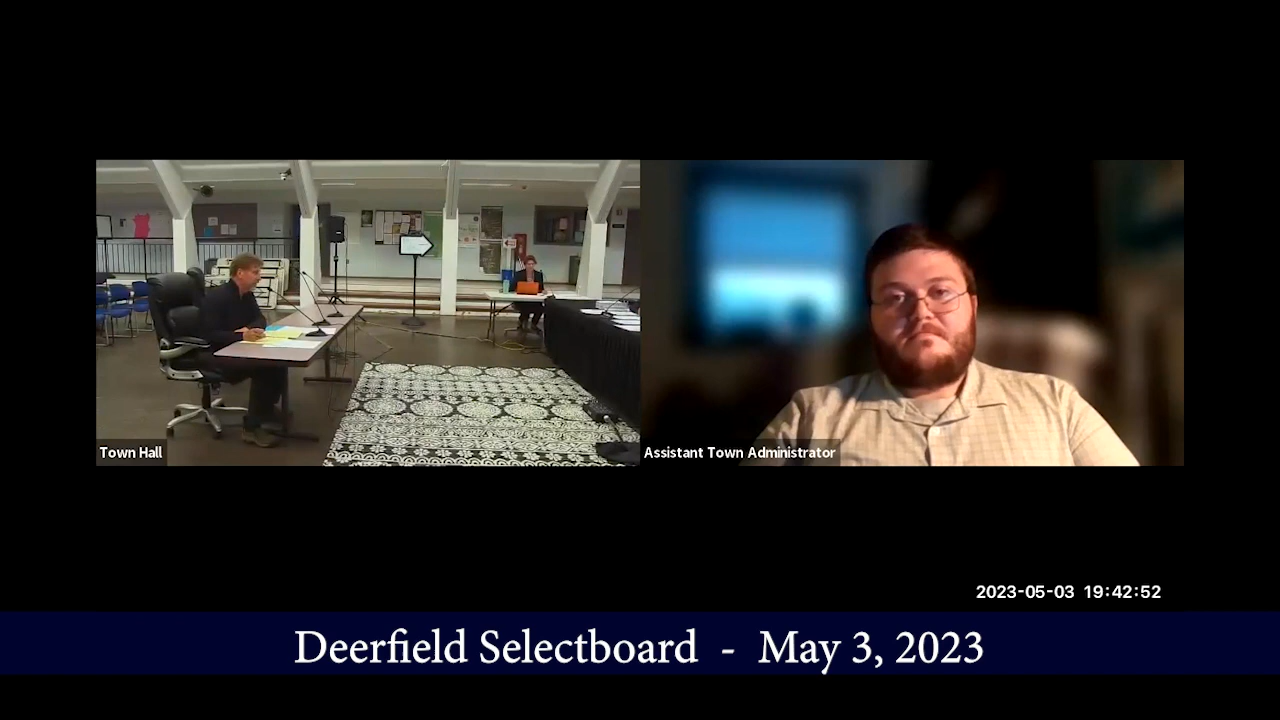 Town Hall
Assistant Town Administrator
2023-05-03 19:42:52
Deerfield Selectboard - May 3, 2023